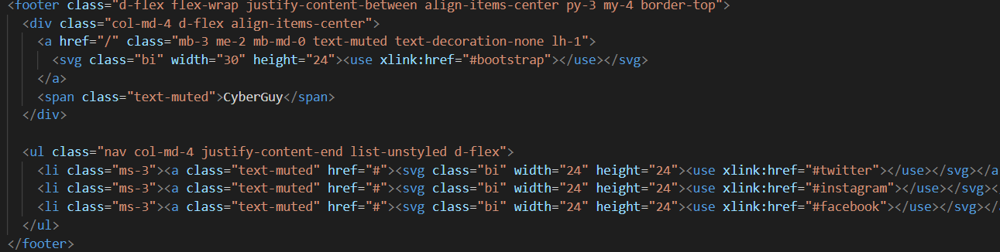 <footer class="d-flex flex-wrap justify-content-between align-items-center py-3 my-4 border-top">
<div class="col-md-4 d-flex align-items-center">
<a href="/" class="mb-3 me-2 mb-md-0 text-muted text-decoration-none lh-1">
<svg class="bi" width="30" height="24"><use xlink:href="#bootstrap"></use></svg>
</a>
<span class="text-muted">CyberGuy</span>
</div>
<ul class="nav col-md-4 justify-content-end list-unstyled d-flex">
<li class="ms-3"><a class="text-muted" href="#"><svg class="bi" width="24" height="24"><use xlink:href="#twitter"></use></svg></a
<li class="ms-3"><a class="text-muted" href="#"><svg class="bi" width="24" height="24"><use xlink:href="#instagram"></use></svg><
<li class="ms-3"><a class="text-muted" href="#"><svg class="bi" width="24" height="24"><use xlink:href="#facebook"></use></svg></
</ul>
</footer>